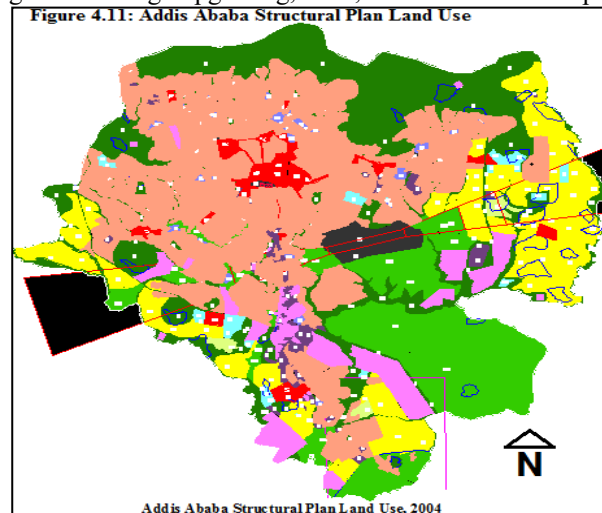 Figure 4.11: Addis Ababa Structural Plan Land Use
N
Addis Ababa Structural Plan Land Use, 2004